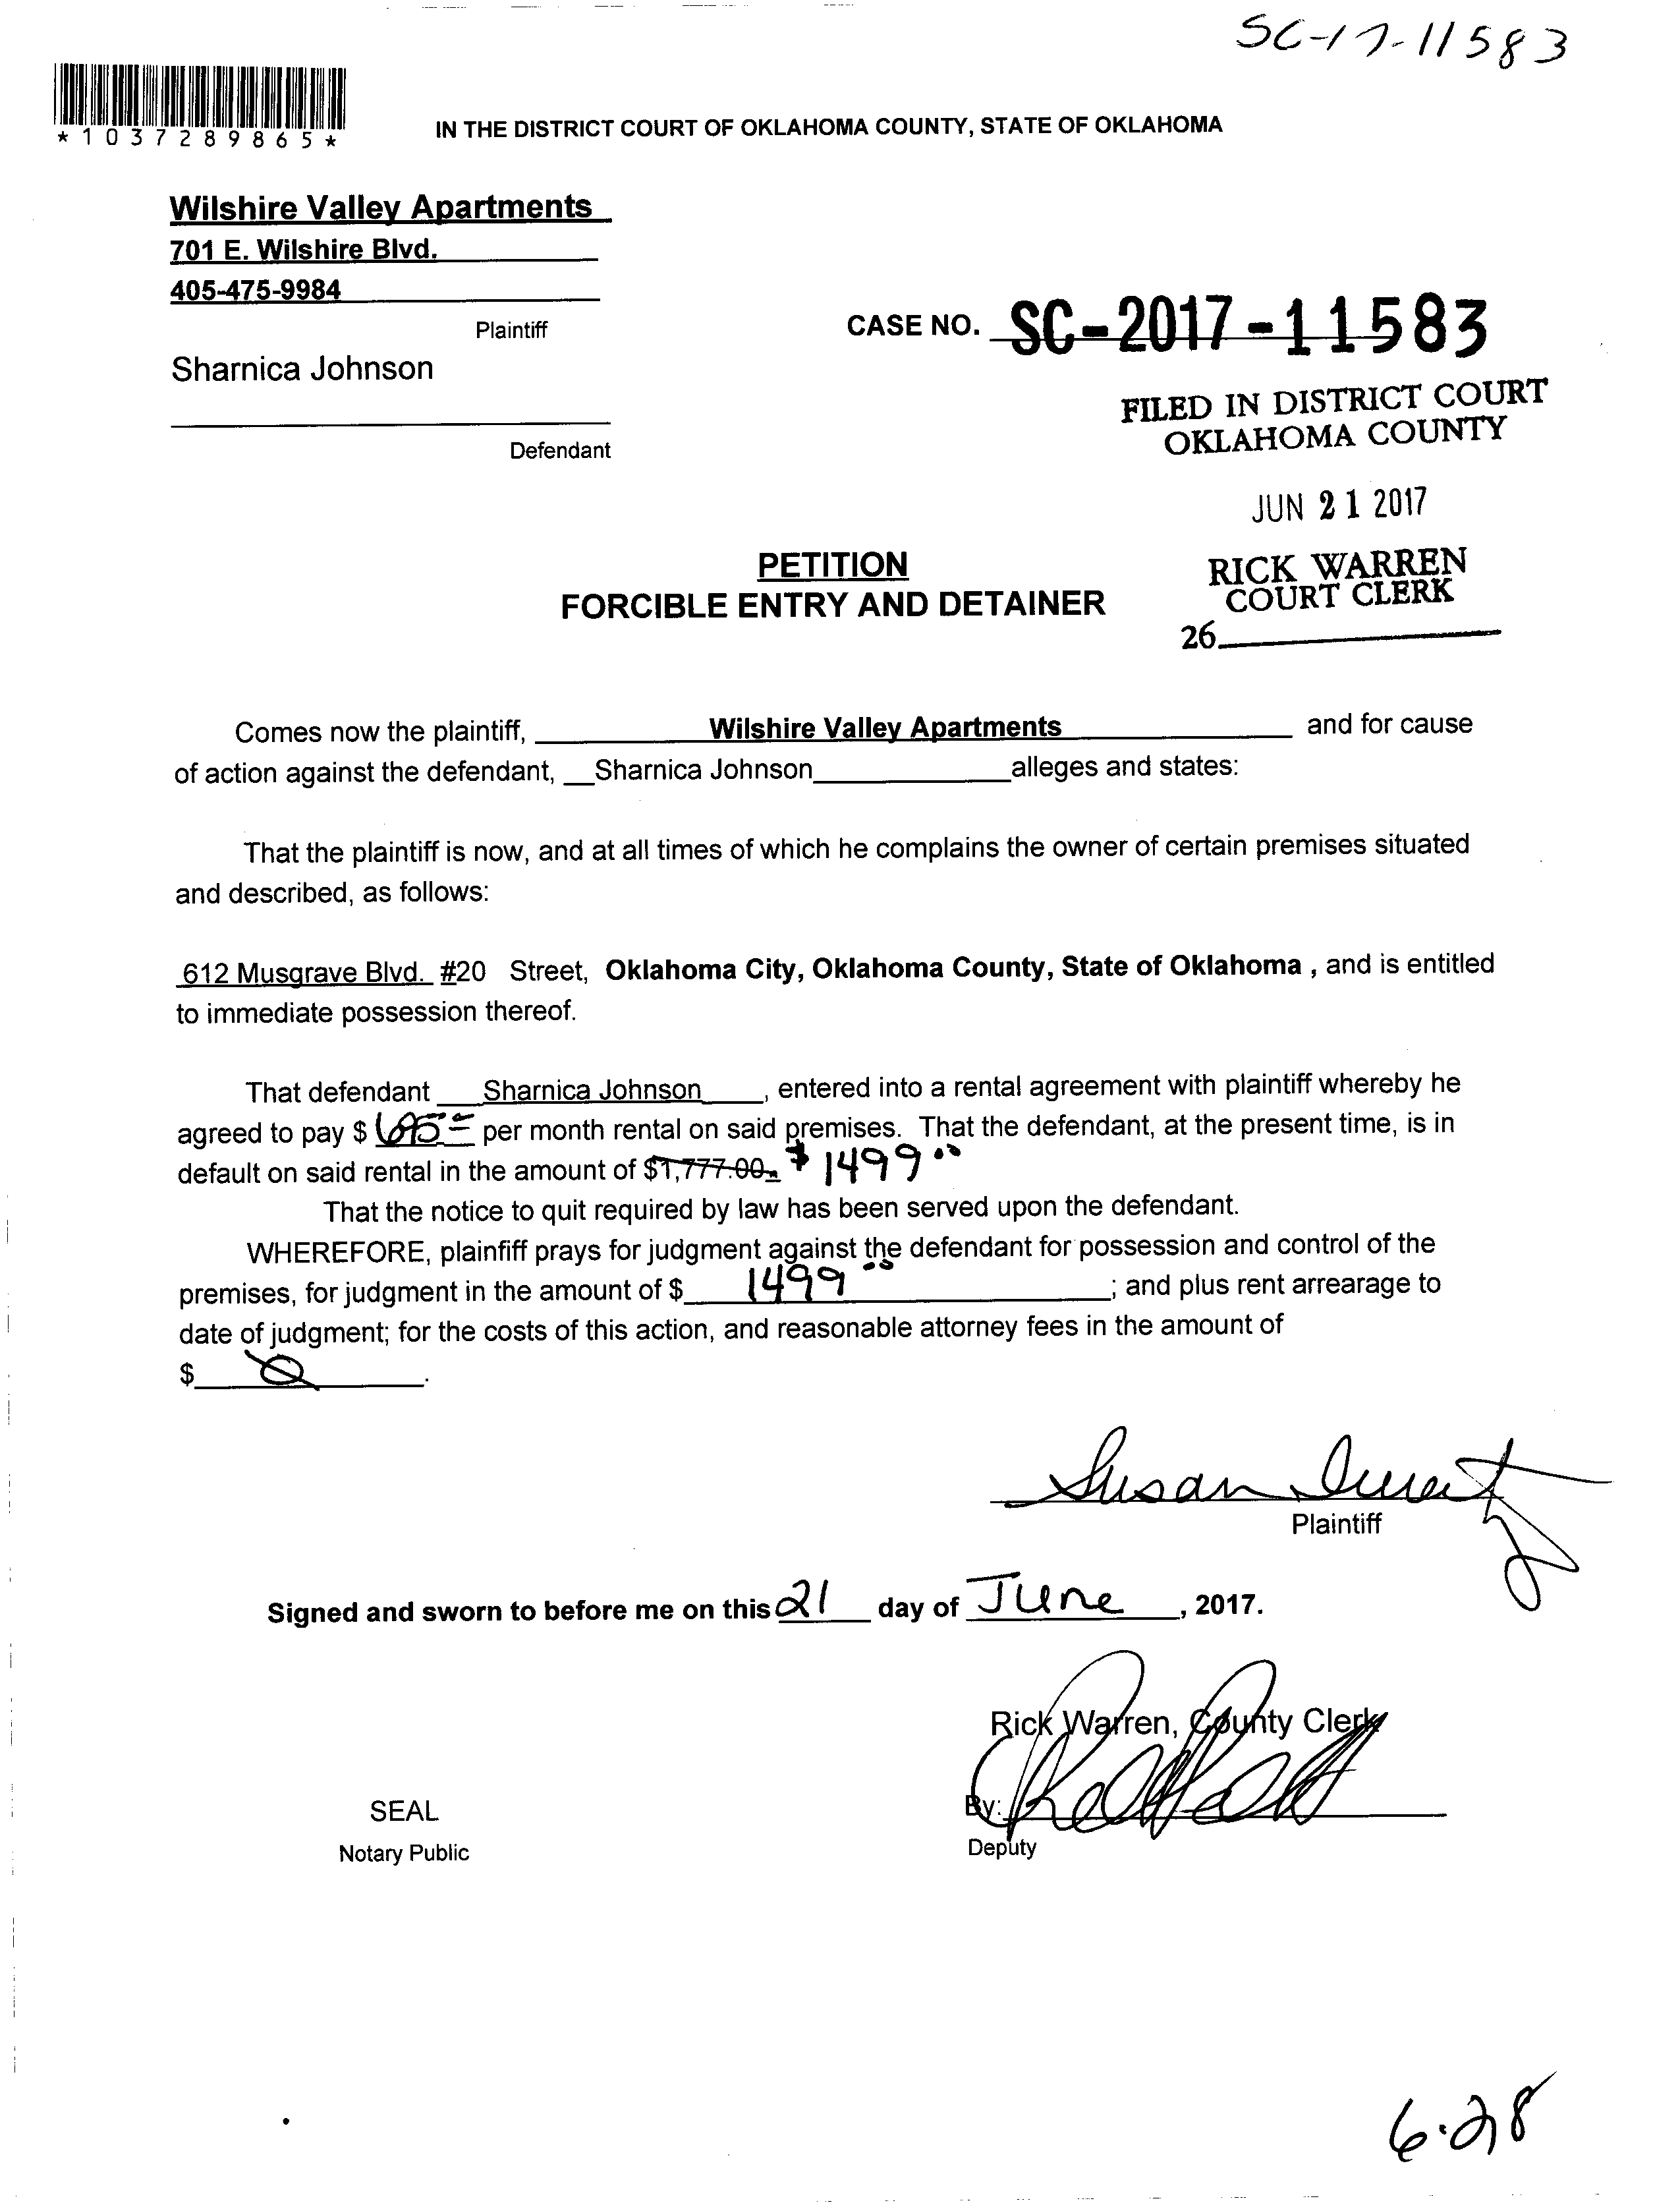 SC-17-11583
*1037289865*
IN THE DISTRICT COURT OF OKLAHOMA COUNTY, STATE OF OKLAHOMA
Wilshire Valley Apartments
701 E. Wilshire Blvd.
405-475-9984
Plaintiff
CASE NO. SC-2017-11583
Sharnica Johnson
Defendant
FILED IN DISTRICT COURT
OKLAHOMA COUNTY
JUN 21 2017
RICK WARREN
COURT CLERK
26
PETITION
FORCIBLE ENTRY AND DETAINER
Comes now the plaintiff, Wilshire Valley Apartments and for cause
of action against the defendant, Sharnica Johnson alleges and states:
That the plaintiff is now, and at all times of which he complains the owner of certain premises situated
and described, as follows:
612 Musgrave Blvd. #20 Street, Oklahoma City, Oklahoma County, State of Oklahoma , and is entitled
to immediate possession thereof.
That defendant Sharnica Johnson, entered into a rental agreement with plaintiff whereby he
agreed to pay $ per month rental on said premises. That the defendant, at the present time, is in
default on said rental in the amount of $1,777.00 $1499.00
That the notice to quit required by law has been served upon the defendant.
WHEREFORE, plainfiff prays for judgment against the defendant for possession and control of the
premises, for judgment in the amount of $ 1499.00 ; and plus rent arrearage to
date of judgment; for the costs of this action, and reasonable attorney fees in the amount of
$ 0 .
Susan
Plaintiff
Signed and sworn to before me on this 21 day of June, 2017.
Rick Warren, County Clerk
By:
Deputy
SEAL
Notary Public
6.28